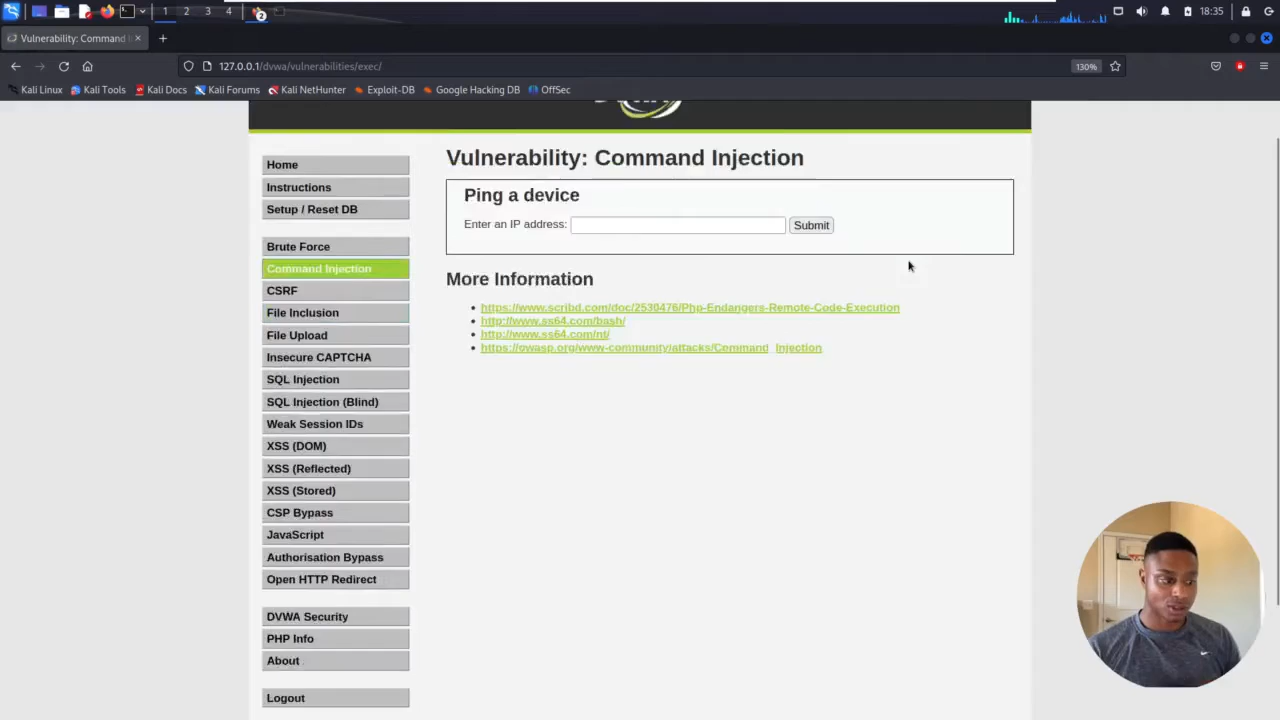 1 2 3 4 2 18:35
Vulnerability: Command I
127.0.0.1/dvwa/vulnerabilities/exec/ 130%
Kali Linux Kali Tools Kali Docs Kali Forums Kali NetHunter Exploit-DB Google Hacking DB OffSec
Home
Instructions
Setup / Reset DB
Brute Force
Command Injection
CSRF
File Inclusion
File Upload
Insecure CAPTCHA
SQL Injection
SQL Injection (Blind)
Weak Session IDs
XSS (DOM)
XSS (Reflected)
XSS (Stored)
CSP Bypass
JavaScript
Authorisation Bypass
Open HTTP Redirect
DVWA Security
PHP Info
About
Logout
Vulnerability: Command Injection
Ping a device
Enter an IP address: Submit
More Information
https://www.scribd.com/doc/2530476/Php-Endangers-Remote-Code-Execution
http://www.ss64.com/bash/
http://www.ss64.com/nt/
https://owasp.org/www-community/attacks/Command_Injection